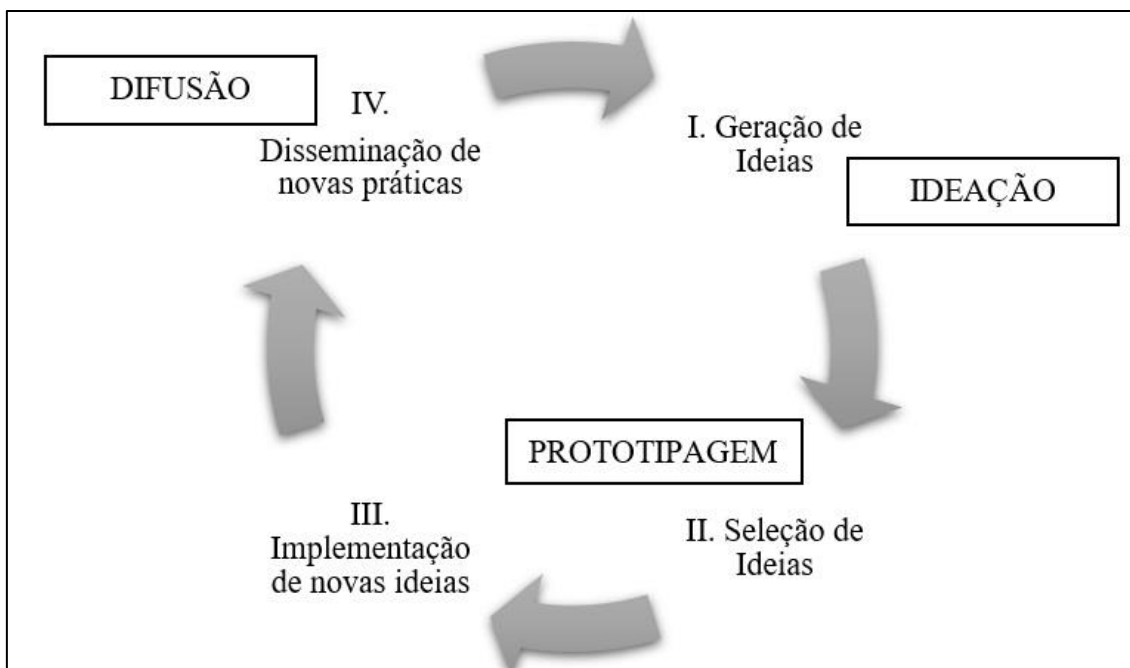 DIFUSÃO
IV.
Disseminação de
novas práticas
I. Geração de
Ideias
IDEAÇÃO
PROTOTIPAGEM
II. Seleção de
Ideias
III.
Implementação
de novas ideias